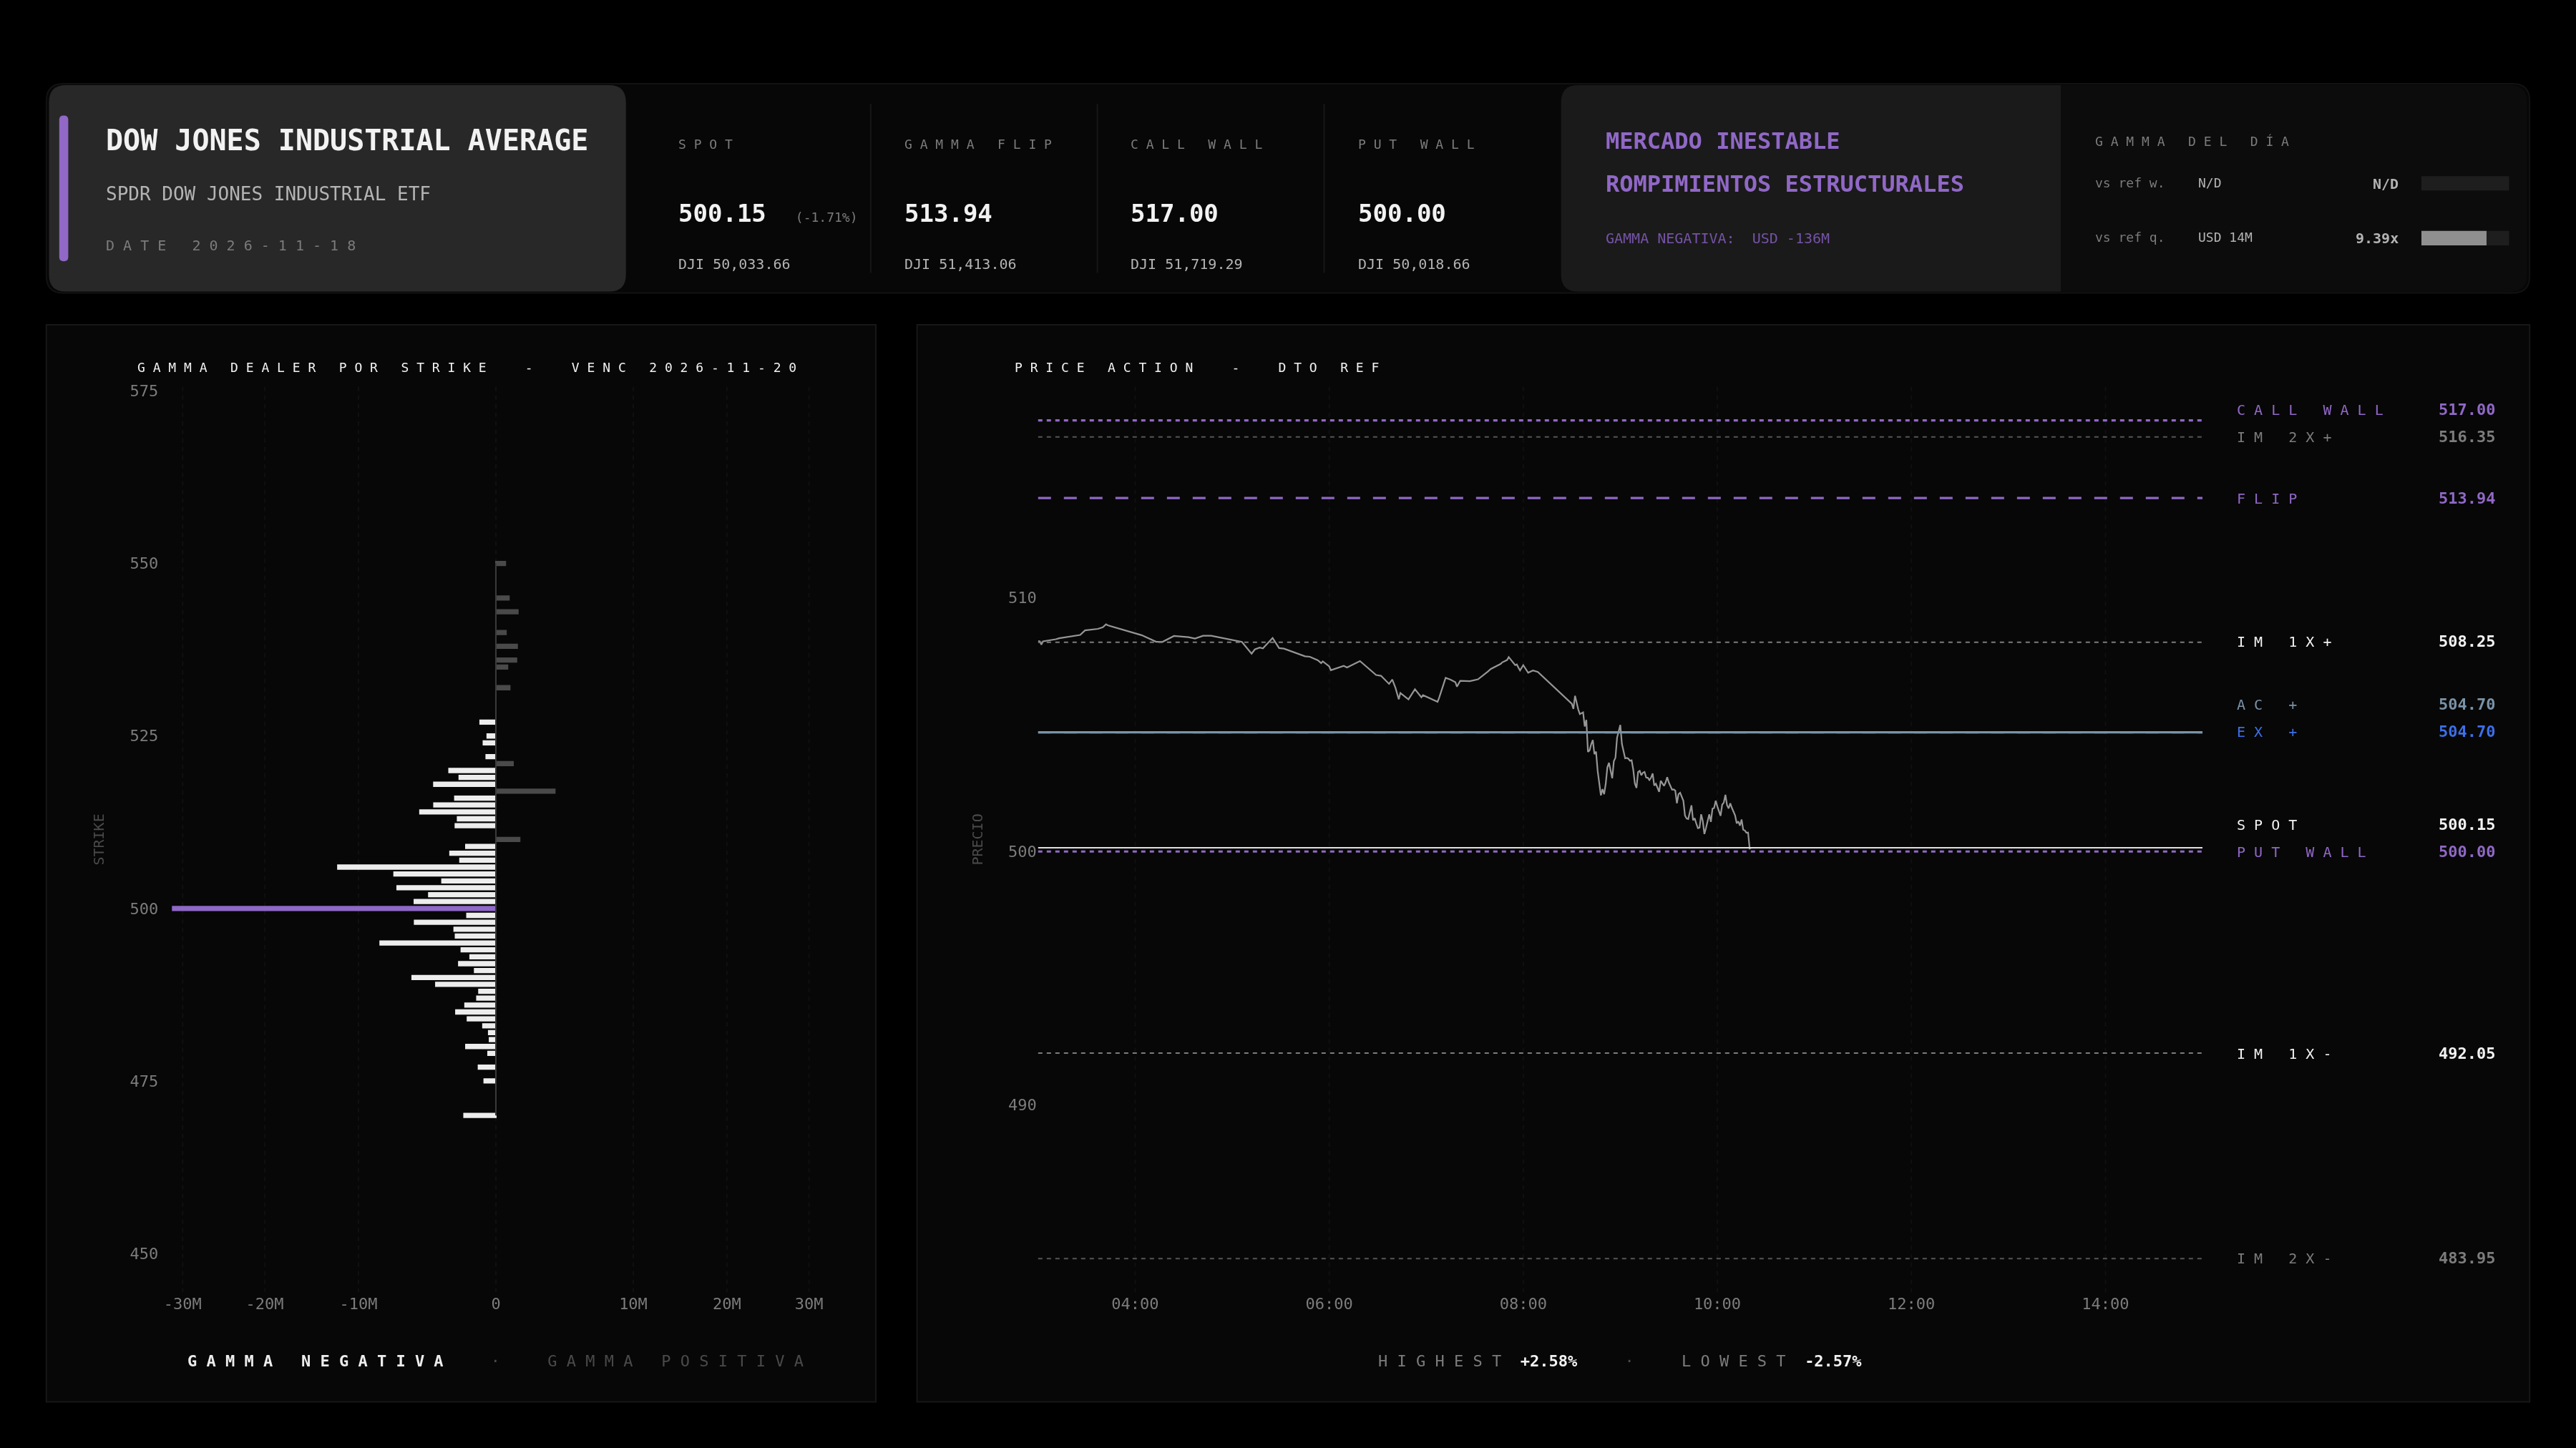 DOW JONES INDUSTRIAL AVERAGE
SPDR DOW JONES INDUSTRIAL ETF
DATE 2026-11-18
SPOT
500.15 (-1.71%)
DJI 50,033.66
GAMMA FLIP
513.94
DJI 51,413.06
CALL WALL
517.00
DJI 51,719.29
PUT WALL
500.00
DJI 50,018.66
MERCADO INESTABLE
ROMPIMIENTOS ESTRUCTURALES
GAMMA NEGATIVA: USD -136M
GAMMA DEL DÍA
vs ref w. N/D N/D
vs ref q. USD 14M 9.39x
GAMMA DEALER POR STRIKE - VENC 2026-11-20
575
550
525
500
475
450
STRIKE
-30M -20M -10M 0 10M 20M 30M
GAMMA NEGATIVA · GAMMA POSITIVA
PRICE ACTION - DTO REF
510
500
490
PRECIO
CALL WALL 517.00
IM 2X+ 516.35
FLIP 513.94
IM 1X+ 508.25
AC + 504.70
EX + 504.70
SPOT 500.15
PUT WALL 500.00
IM 1X- 492.05
IM 2X- 483.95
04:00 06:00 08:00 10:00 12:00 14:00
HIGHEST +2.58% · LOWEST -2.57%